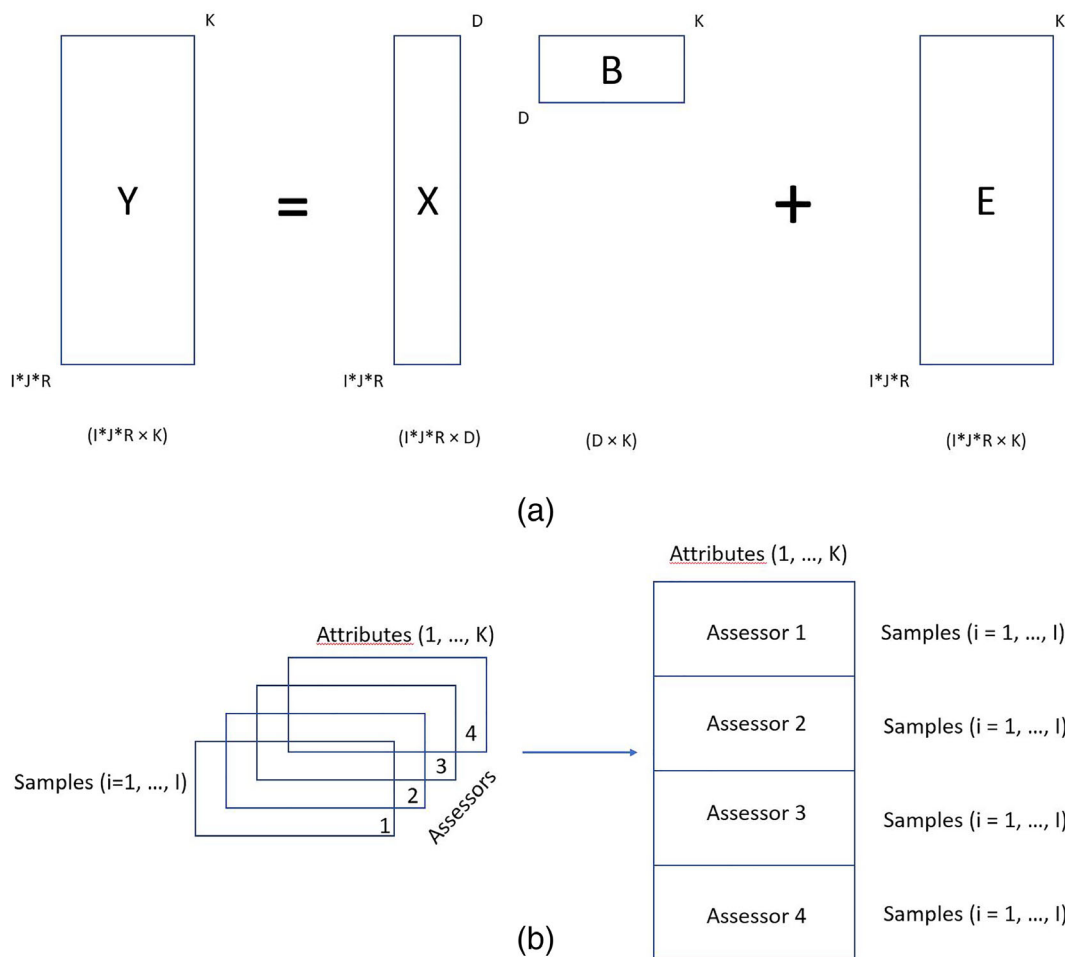 K D K K
B
D
Y = X + E
I*J*R I*J*R I*J*R
(I*J*R × K) (I*J*R × D) (D × K) (I*J*R × K)
(a)
Attributes (1, ..., K)
Assessor 1 Samples (i = 1, ..., I)
Attributes (1, ..., K)
Assessor 2 Samples (i = 1, ..., I)
4
3
Samples (i=1, ..., I)
2
1
Assessors
Assessor 3 Samples (i = 1, ..., I)
Assessor 4 Samples (i = 1, ..., I)
(b)